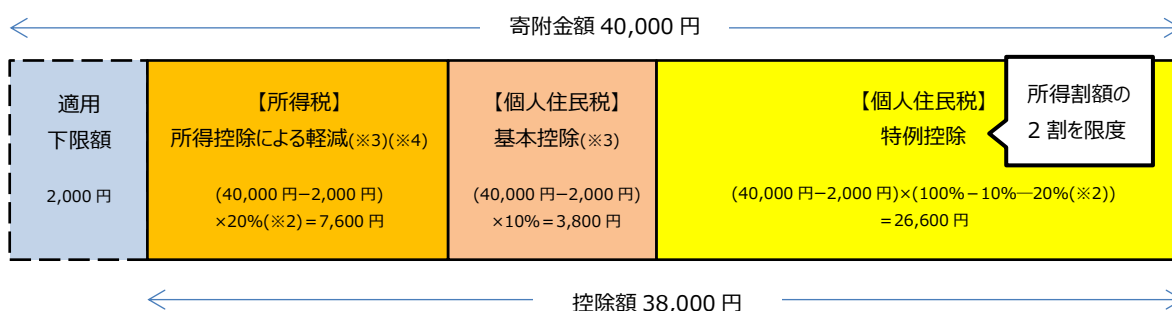 寄附金額 40,000 円
適用
下限額
2,000 円
【所得税】
所得控除による軽減(※3)(※4)
(40,000 円−2,000 円)
×20%(※2)＝7,600 円
【個人住民税】
基本控除(※3)
(40,000 円−2,000 円)
×10%＝3,800 円
【個人住民税】
特例控除
(40,000 円−2,000 円)×(100%−10%―20%(※2))
＝26,600 円
所得割額の
2 割を限度
控除額 38,000 円